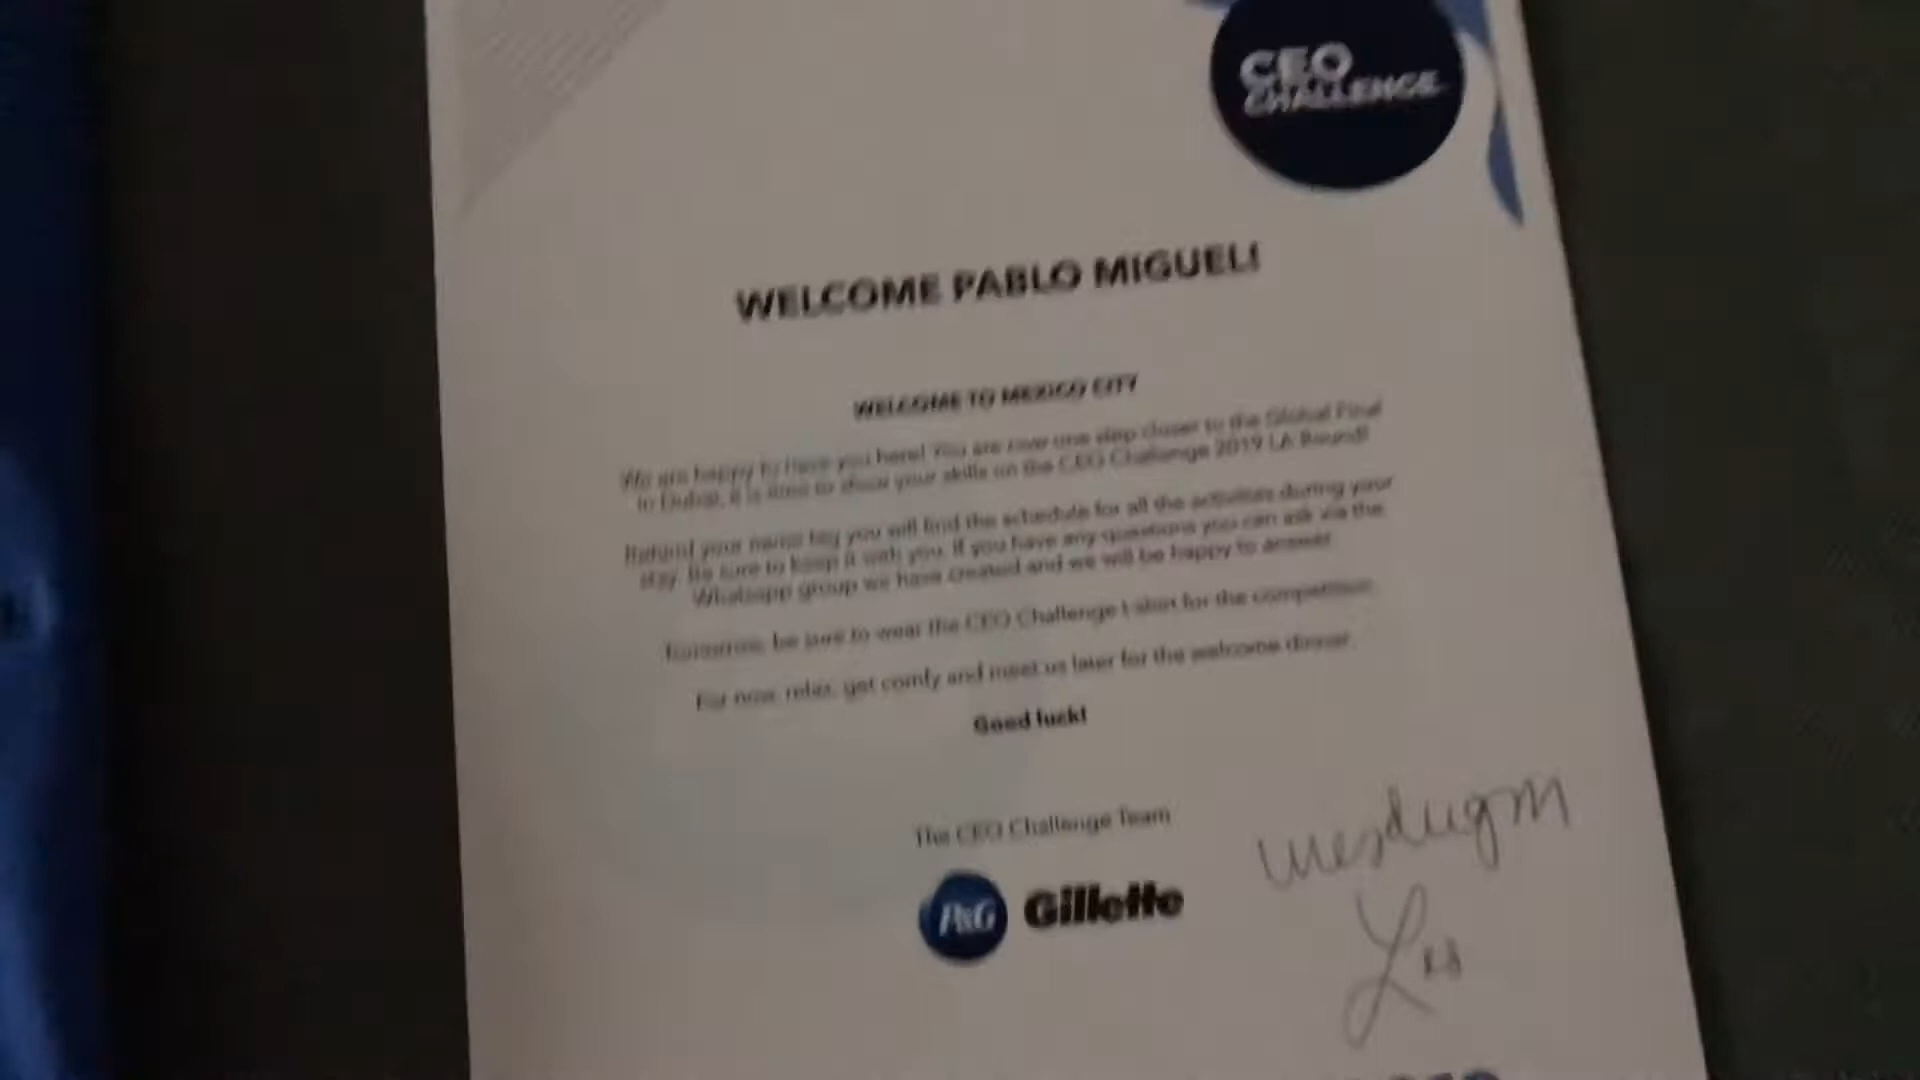 CEO
CHALLENGE
WELCOME PABLO MIGUEL!
WELCOME TO MEXICO CITY
We are happy to have you here! You are now one step closer to the Global Final
in Dubai, it is time to show your skills on the CEO Challenge 2019 LA Round!
Behind your name tag you will find the schedule for all the activities during your
stay. Be sure to keep it with you. If you have any questions you can ask via the
Whatsapp group we have created and we will be happy to answer.
Tomorrow, be sure to wear the CEO Challenge t-shirt for the competition.
For now, relax, get comfy and meet us later for the welcome dinner.
Good luck!
The CEO Challenge Team
P&G Gillette